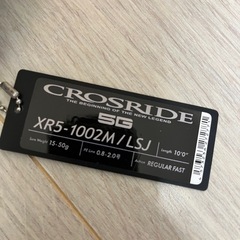 CROSRIDE
THE BEGINNING OF THE NEW LEGEND
5G
XR5-1002M/LSJ
Length 10'0"
Lure Weight 15-50g
PE Line 0.8-2.0号
Action REGULAR FAST